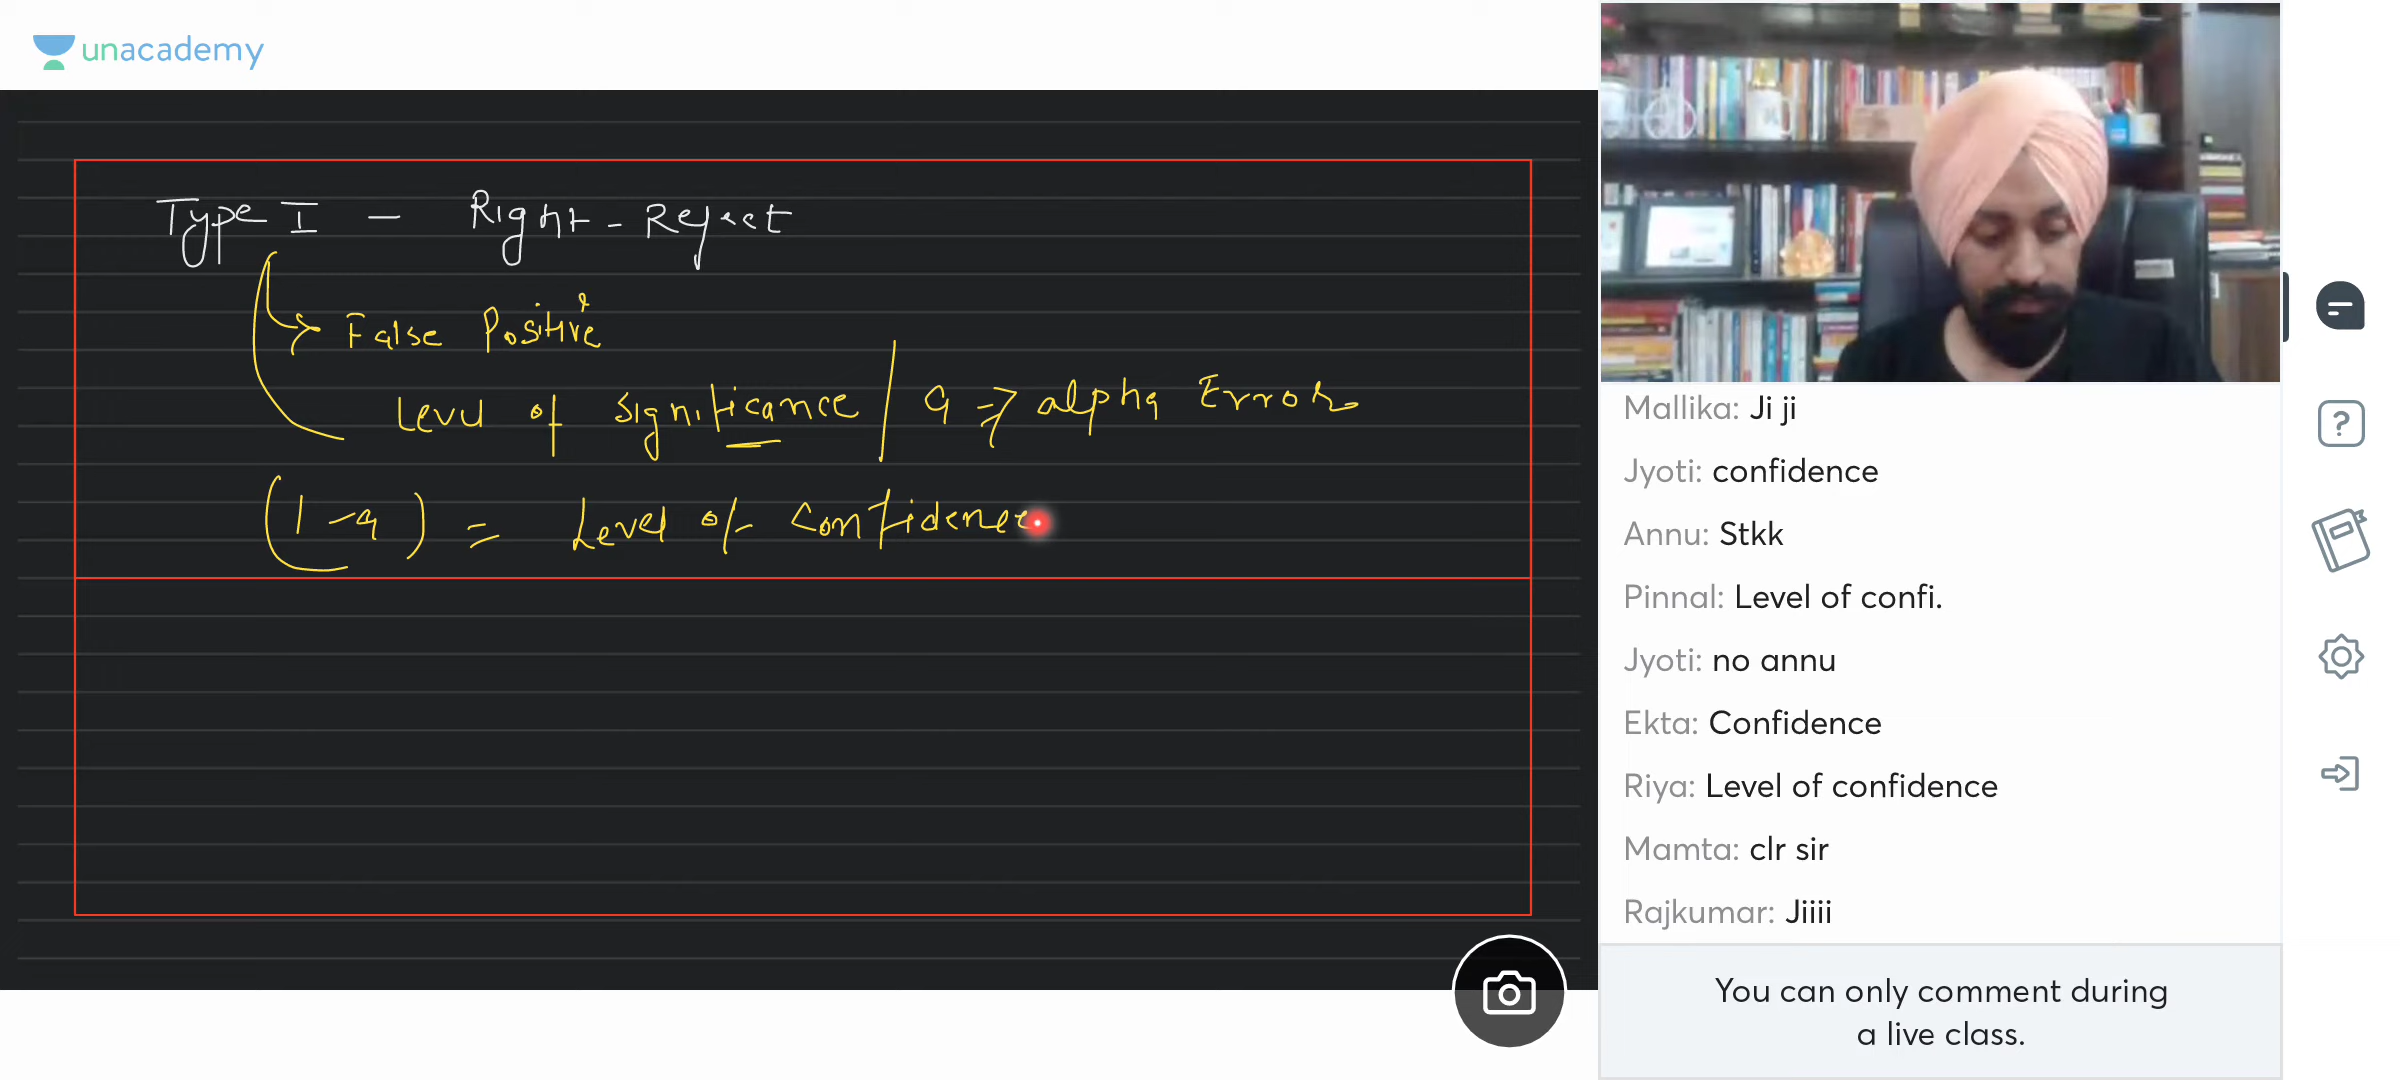 unacademy
Type I - Right - Reject
False Positive
Level of significance / α => alpha Error
(1-α) = Level of Confidence
Mallika: Ji ji
Jyoti: confidence
Annu: Stkk
Pinnal: Level of confi.
Jyoti: no annu
Ekta: Confidence
Riya: Level of confidence
Mamta: clr sir
Rajkumar: Jiiii
You can only comment during
a live class.